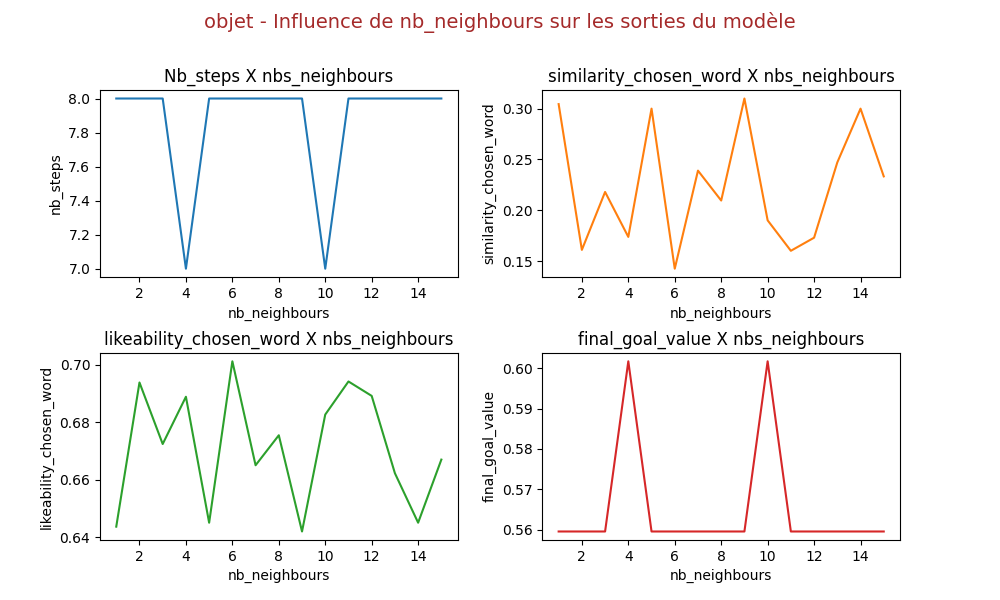 objet - Influence de nb_neighbours sur les sorties du modèle
Nb_steps X nbs_neighbours
nb_steps
8.0
7.8
7.6
7.4
7.2
7.0
2 4 6 8 10 12 14
nb_neighbours
similarity_chosen_word X nbs_neighbours
similarity_chosen_word
0.30
0.25
0.20
0.15
2 4 6 8 10 12 14
nb_neighbours
likeability_chosen_word X nbs_neighbours
likeability_chosen_word
0.70
0.68
0.66
0.64
2 4 6 8 10 12 14
nb_neighbours
final_goal_value X nbs_neighbours
final_goal_value
0.60
0.59
0.58
0.57
0.56
2 4 6 8 10 12 14
nb_neighbours